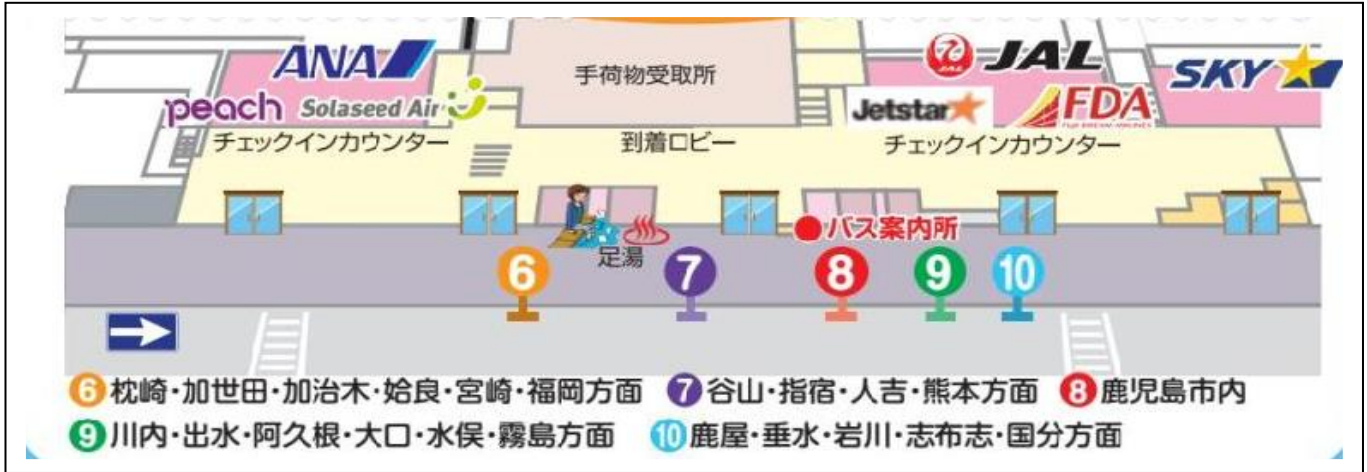 ANA
手荷物受取所
JAL
JAL
SKY
peach
Solaseed Air
Jetstar
FDA
FUJI DREAM AIRLINES
チェックインカウンター
到着ロビー
チェックインカウンター
バス案内所
足湯
6
7
8
9
10
6 枕崎・加世田・加治木・姶良・宮崎・福岡方面 7 谷山・指宿・人吉・熊本方面 8 鹿児島市内
9 川内・出水・阿久根・大口・水俣・霧島方面 10 鹿屋・垂水・岩川・志布志・国分方面